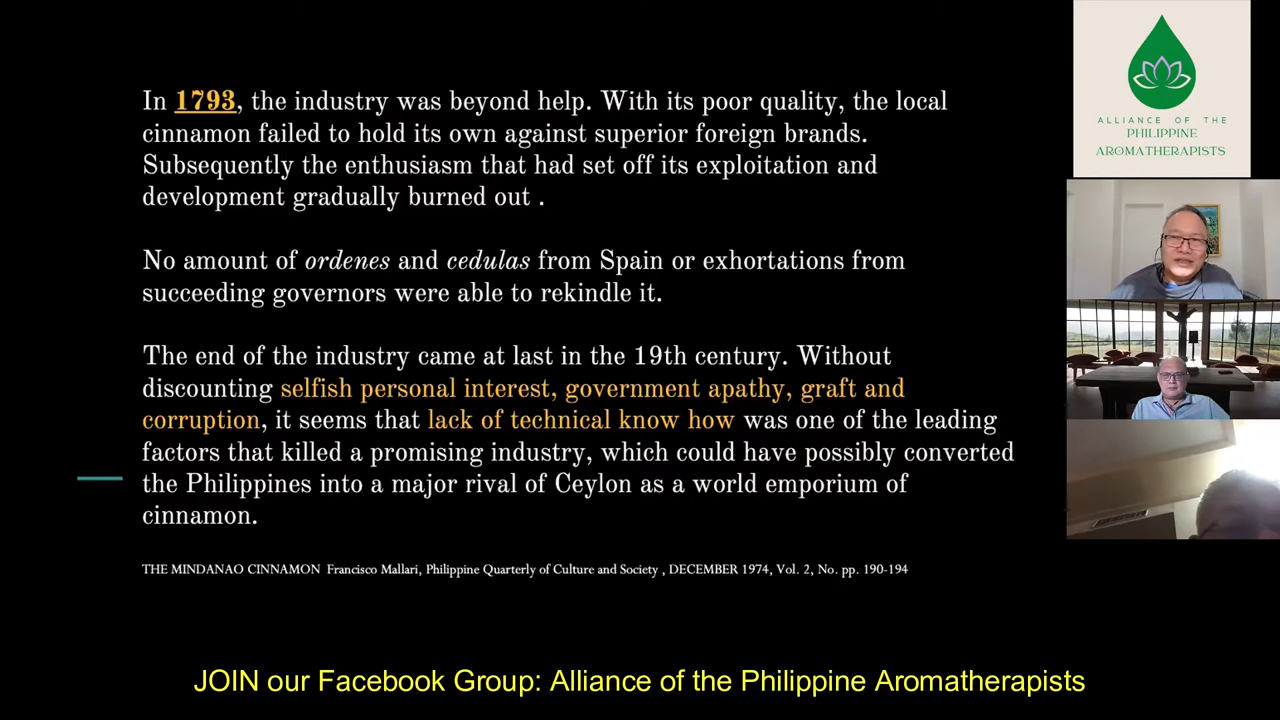 In 1793, the industry was beyond help. With its poor quality, the local
cinnamon failed to hold its own against superior foreign brands.
Subsequently the enthusiasm that had set off its exploitation and
development gradually burned out .
No amount of ordenes and cedulas from Spain or exhortations from
succeeding governors were able to rekindle it.
The end of the industry came at last in the 19th century. Without
discounting selfish personal interest, government apathy, graft and
corruption, it seems that lack of technical know how was one of the leading
factors that killed a promising industry, which could have possibly converted
the Philippines into a major rival of Ceylon as a world emporium of
cinnamon.
THE MINDANAO CINNAMON Francisco Mallari, Philippine Quarterly of Culture and Society , DECEMBER 1974, Vol. 2, No. pp. 190-194
ALLIANCE OF THE
PHILIPPINE
AROMATHERAPISTS
JOIN our Facebook Group: Alliance of the Philippine Aromatherapists